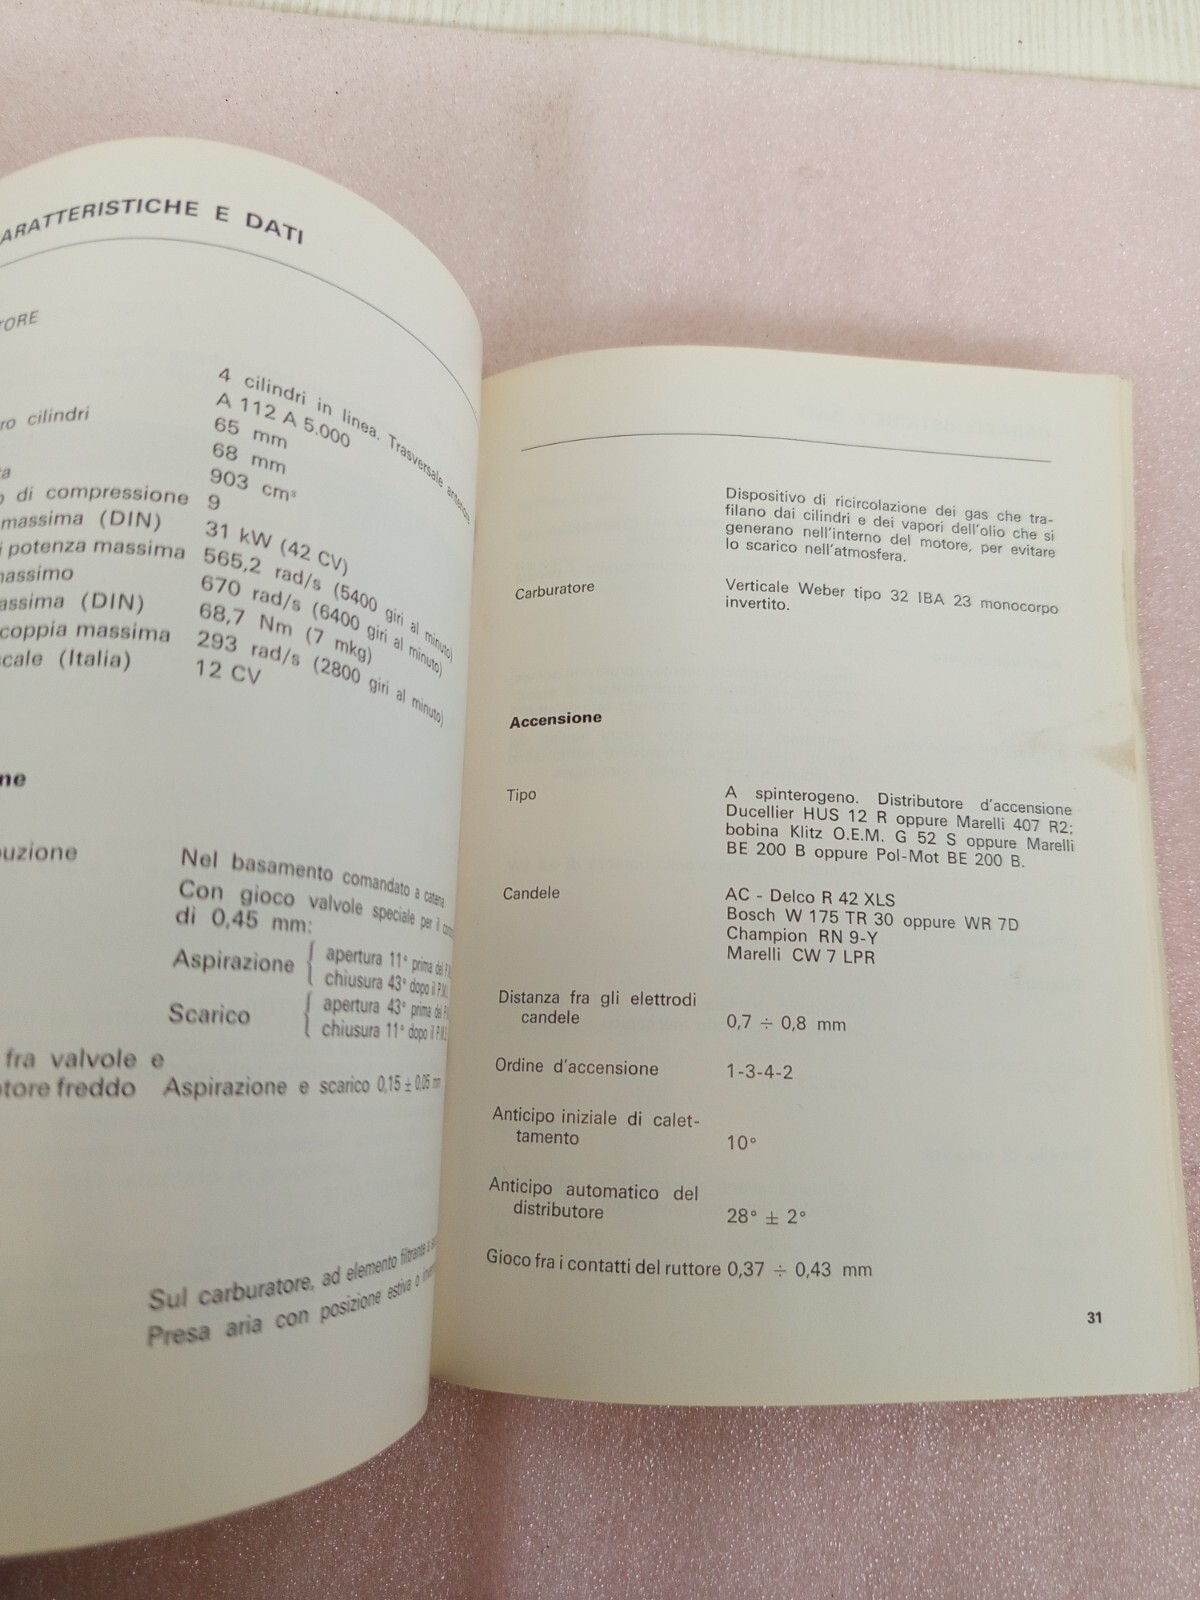 CARATTERISTICHE E DATI
4 cilindri in linea. Trasversale anteriore
cilindri A 112 A 5.000
65 mm
68 mm
903 cm³
di compressione 9
massima (DIN) 31 kW (42 CV)
potenza massima 565,2 rad/s (5400 giri al minuto)
670 rad/s (6400 giri al minuto)
(DIN) 68,7 Nm (7 mkg)
coppia massima 293 rad/s (2800 giri al minuto)
(Italia) 12 CV
Nel basamento comandato a catena
Con gioco valvole speciale per il
di 0,45 mm:
Aspirazione { apertura 11° prima del
chiusura 43° dopo il P.M.
Scarico { apertura 43° prima del
chiusura 11° dopo il P.M.
fra valvole e
freddo Aspirazione e scarico 0,15 ± 0,05 mm
Sul carburatore, ad elemento filtrante a
Presa aria con posizione estiva o
Dispositivo di ricircolazione dei gas che tra-
filano dai cilindri e dei vapori dell'olio che si
generano nell'interno del motore, per evitare
lo scarico nell'atmosfera.
Carburatore Verticale Weber tipo 32 IBA 23 monocorpo
invertito.
Accensione
Tipo A spinterogeno. Distributore d'accensione
Ducellier HUS 12 R oppure Marelli 407 R2;
bobina Klitz O.E.M. G 52 S oppure Marelli
BE 200 B oppure Pol-Mot BE 200 B.
Candele AC - Delco R 42 XLS
Bosch W 175 TR 30 oppure WR 7D
Champion RN 9-Y
Marelli CW 7 LPR
Distanza fra gli elettrodi
candele 0,7 ÷ 0,8 mm
Ordine d'accensione 1-3-4-2
Anticipo iniziale di calet-
tamento 10°
Anticipo automatico del
distributore 28° ± 2°
Gioco fra i contatti del ruttore 0,37 ÷ 0,43 mm
31